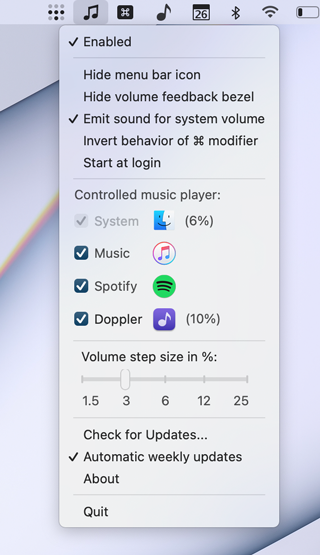 26
Enabled
Hide menu bar icon
Hide volume feedback bezel
Emit sound for system volume
Invert behavior of ⌘ modifier
Start at login
Controlled music player:
System (6%)
Music
Spotify
Doppler (10%)
Volume step size in %:
1.5 3 6 12 25
Check for Updates...
Automatic weekly updates
About
Quit